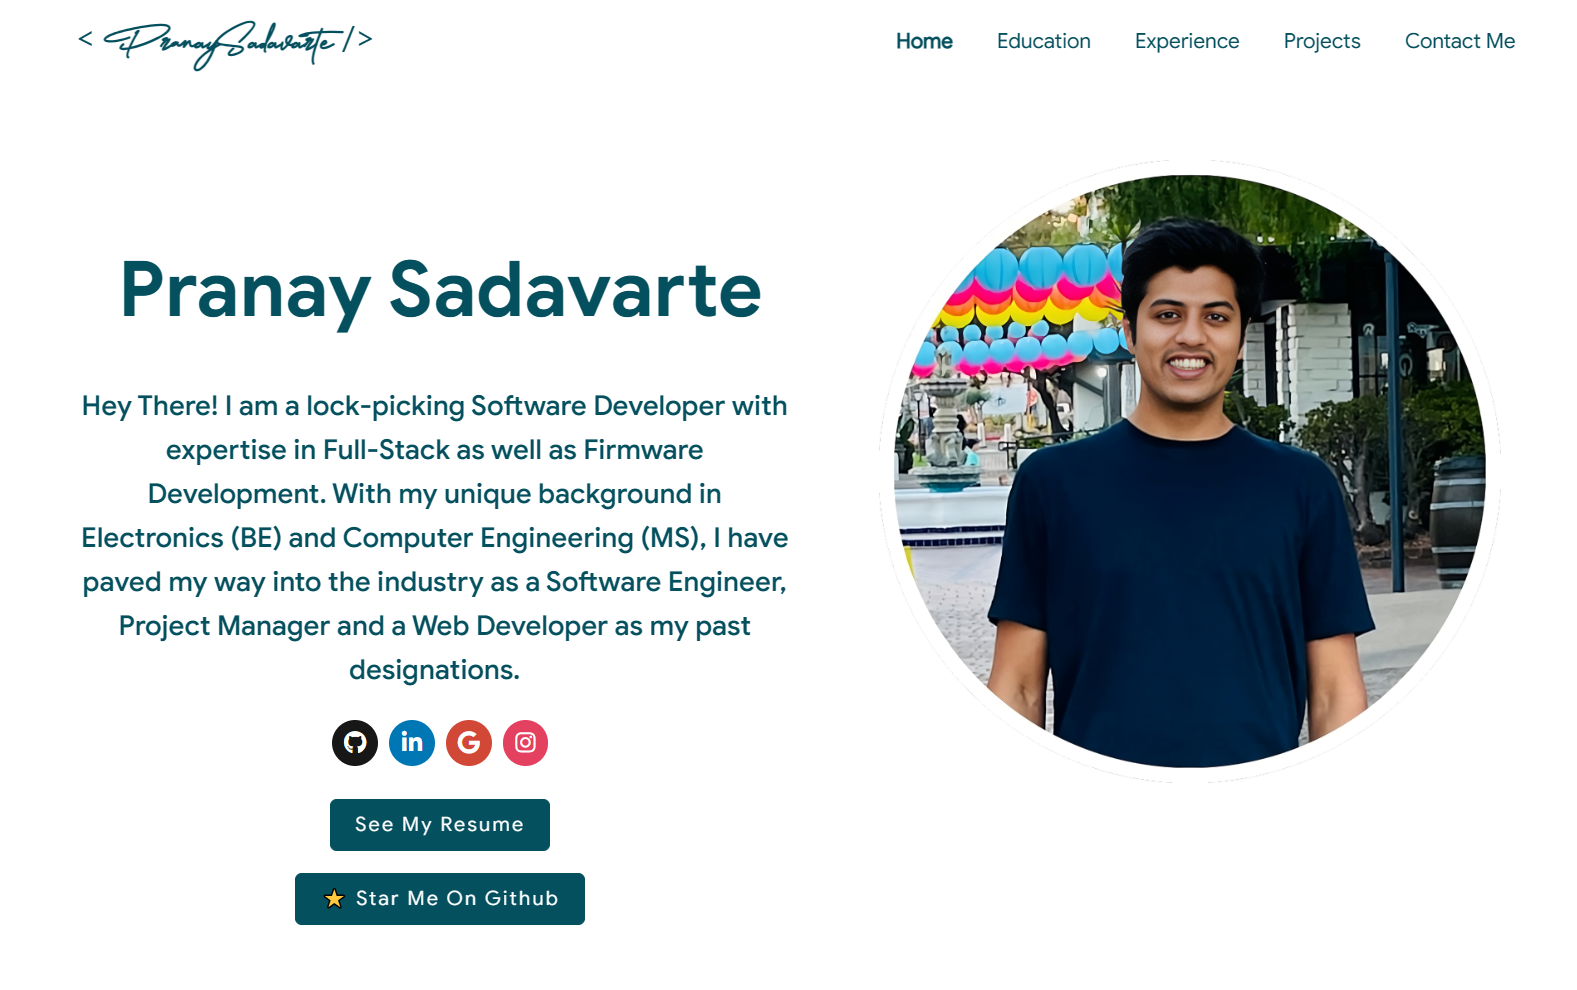 < PranaySadavarte />
Home Education Experience Projects Contact Me
Pranay Sadavarte
Hey There! I am a lock-picking Software Developer with
expertise in Full-Stack as well as Firmware
Development. With my unique background in
Electronics (BE) and Computer Engineering (MS), I have
paved my way into the industry as a Software Engineer,
Project Manager and a Web Developer as my past
designations.
in G
See My Resume
⭐ Star Me On Github